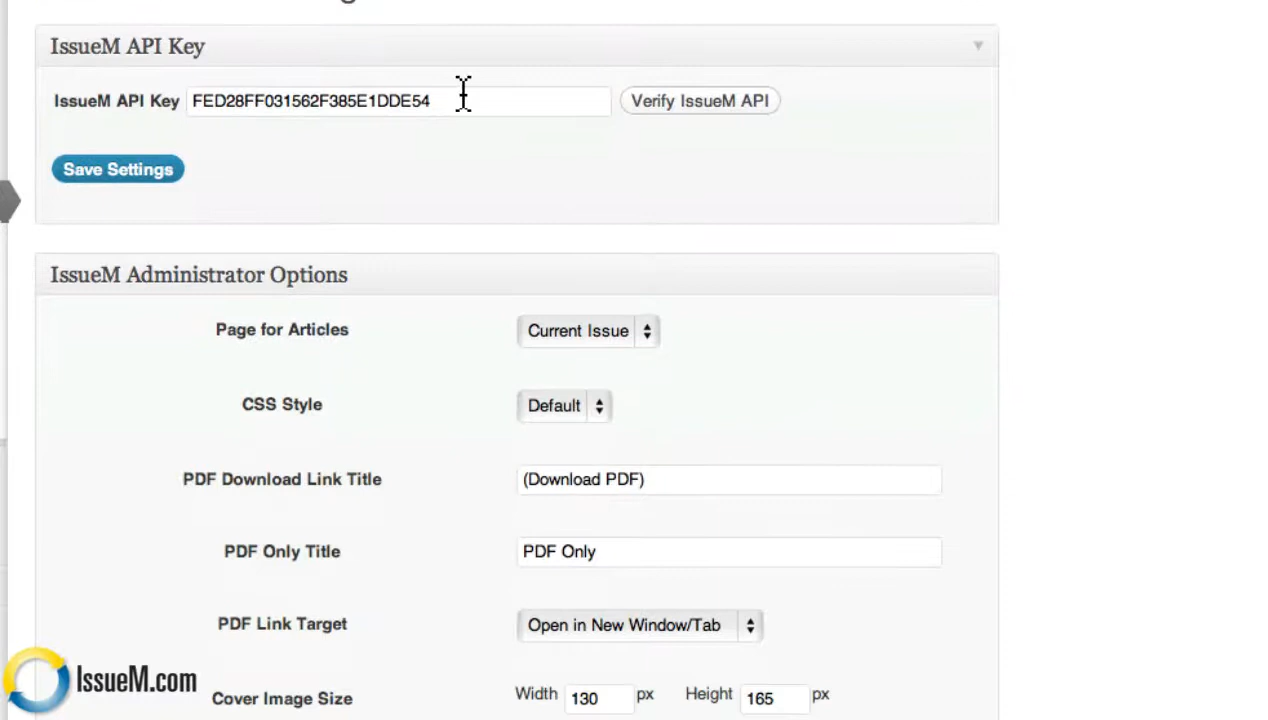 IssueM API Key
IssueM API Key FED28FF031562F385E1DDE54 Verify IssueM API
Save Settings
IssueM Administrator Options
Page for Articles Current Issue
CSS Style Default
PDF Download Link Title (Download PDF)
PDF Only Title PDF Only
PDF Link Target Open in New Window/Tab
Cover Image Size Width 130 px Height 165 px
IssueM.com